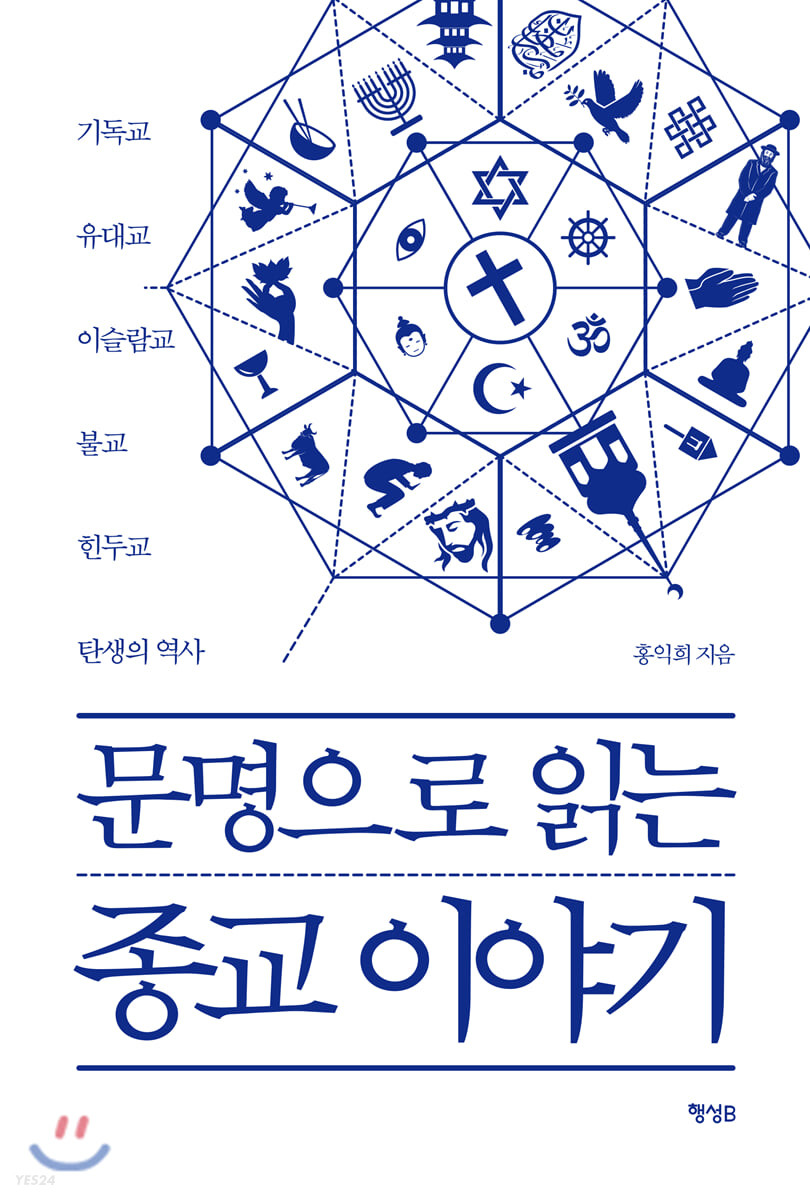 기독교
유대교
이슬람교
불교
힌두교
탄생의 역사
홍익희 지음
문명으로 읽는
종교 이야기
행성B
YES24